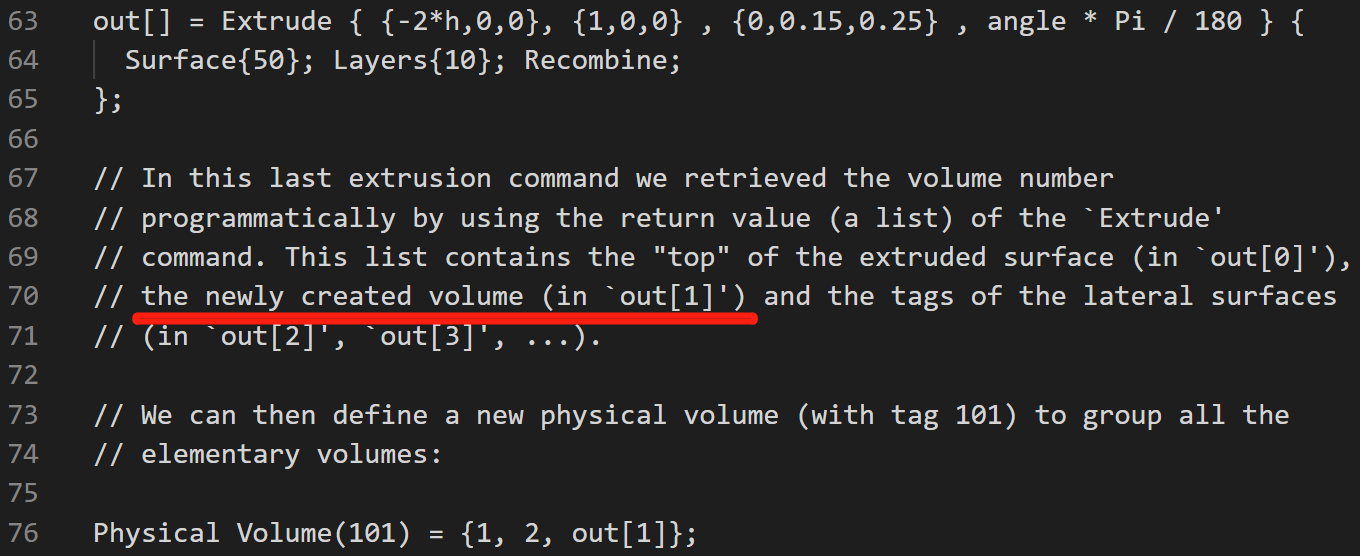 63 out[] = Extrude { {-2*h,0,0}, {1,0,0} , {0,0.15,0.25} , angle * Pi / 180 } {
64 Surface{50}; Layers{10}; Recombine;
65 };
66
67 // In this last extrusion command we retrieved the volume number
68 // programmatically by using the return value (a list) of the `Extrude'
69 // command. This list contains the "top" of the extruded surface (in `out[0]'),
70 // the newly created volume (in `out[1]') and the tags of the lateral surfaces
71 // (in `out[2]', `out[3]', ...).
72
73 // We can then define a new physical volume (with tag 101) to group all the
74 // elementary volumes:
75
76 Physical Volume(101) = {1, 2, out[1]};